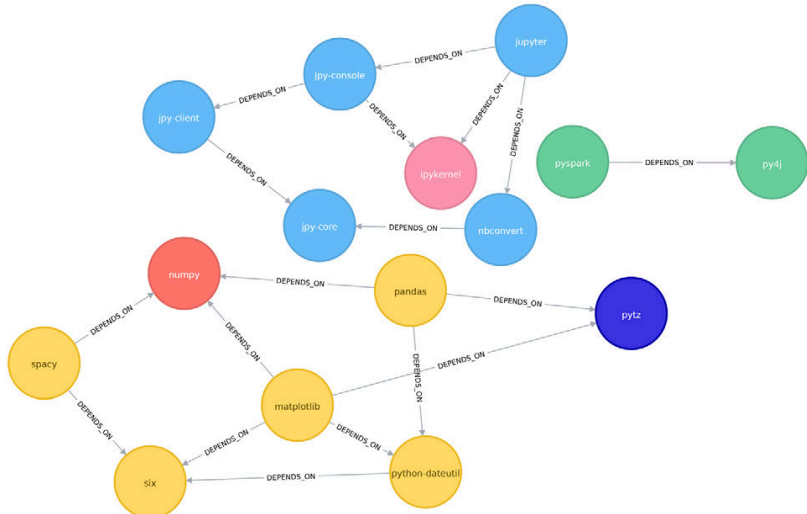 jupyter
DEPENDS_ON
jpy-console
DEPENDS_ON
jpy-client
DEPENDS_ON
DEPENDS_ON
DEPENDS_ON
DEPENDS_ON
ipykernel
pyspark
DEPENDS_ON
py4j
jpy-core
DEPENDS_ON
nbconvert
numpy
DEPENDS_ON
pandas
DEPENDS_ON
pytz
DEPENDS_ON
DEPENDS_ON
DEPENDS_ON
DEPENDS_ON
spacy
matplotlib
DEPENDS_ON
DEPENDS_ON
DEPENDS_ON
six
DEPENDS_ON
python-dateutil
DEPENDS_ON